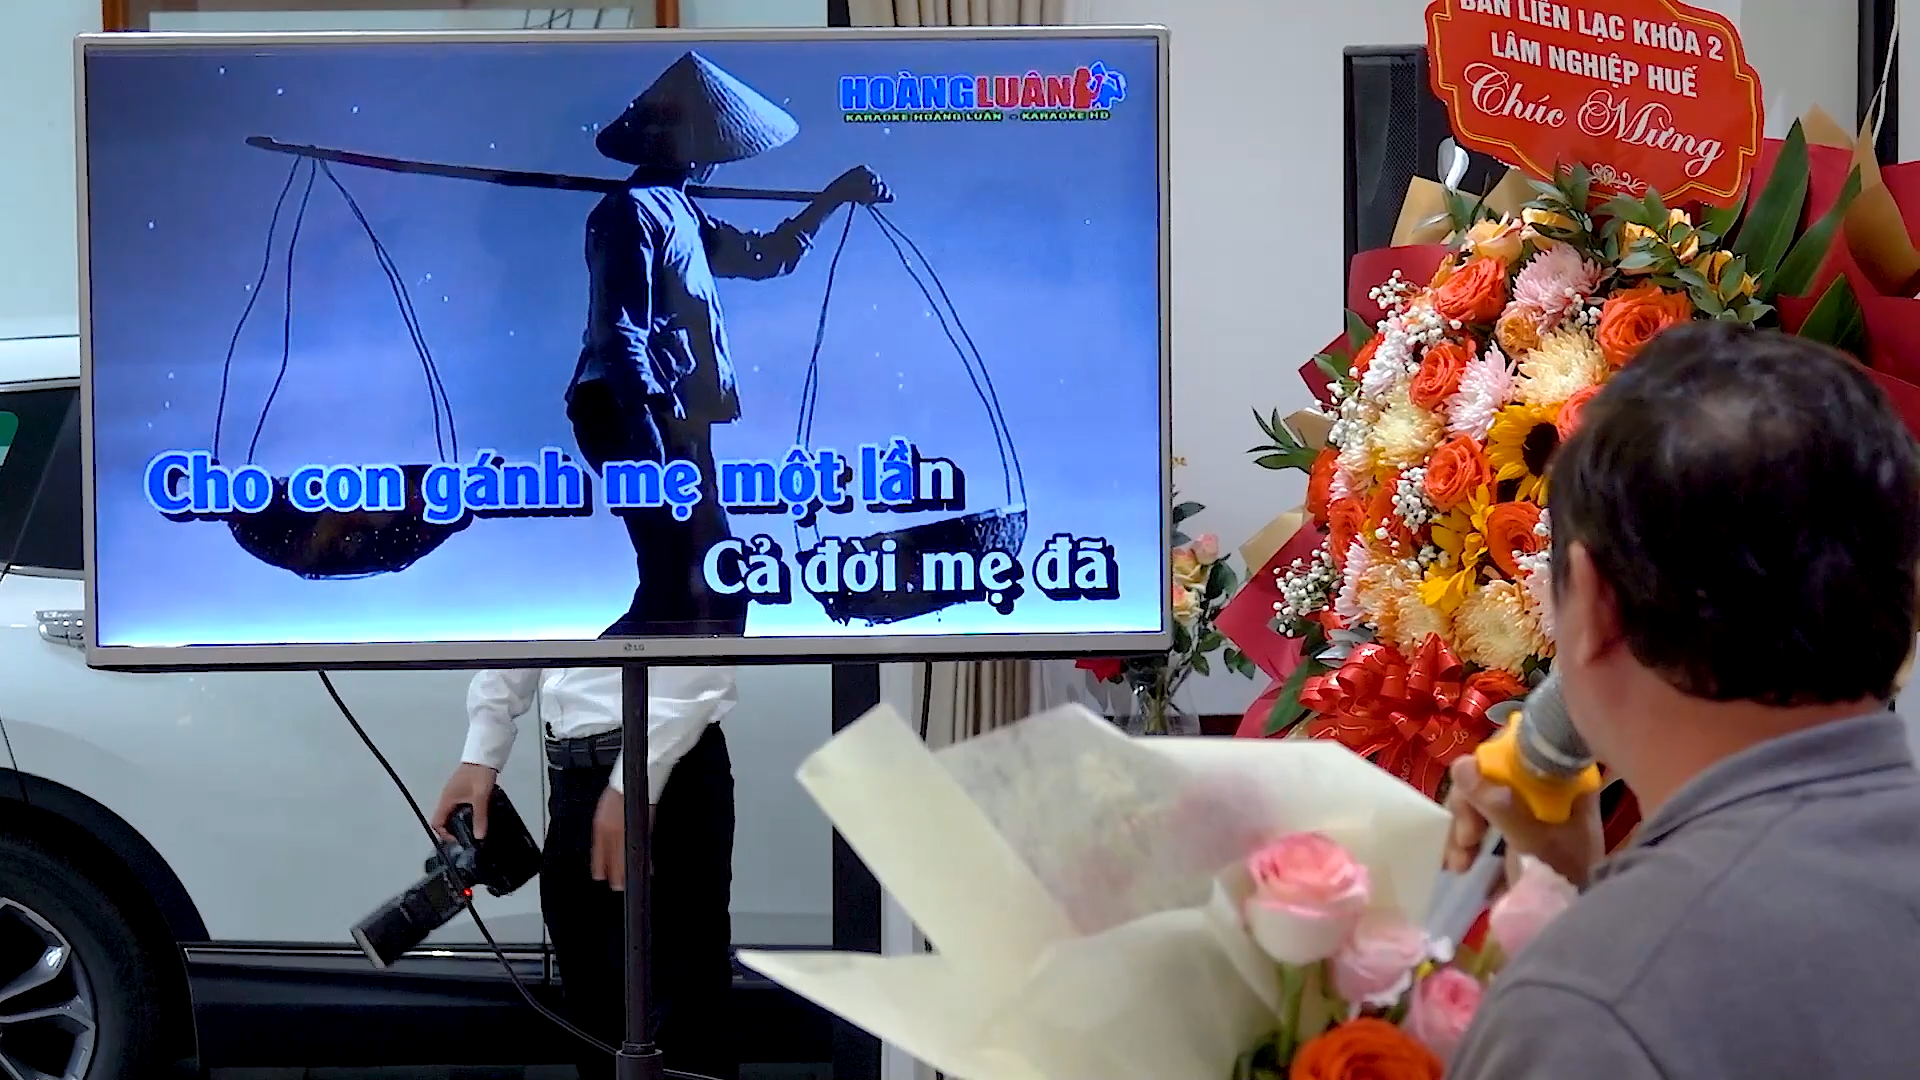 HOÀNGLUÂN
KARAOKE HOÀNG LUÂN - KARAOKE HD
Cho con gánh mẹ một lần
Cả đời mẹ đã
LG
BAN LIÊN LẠC KHÓA 2
LÂM NGHIỆP HUẾ
Chúc Mừng